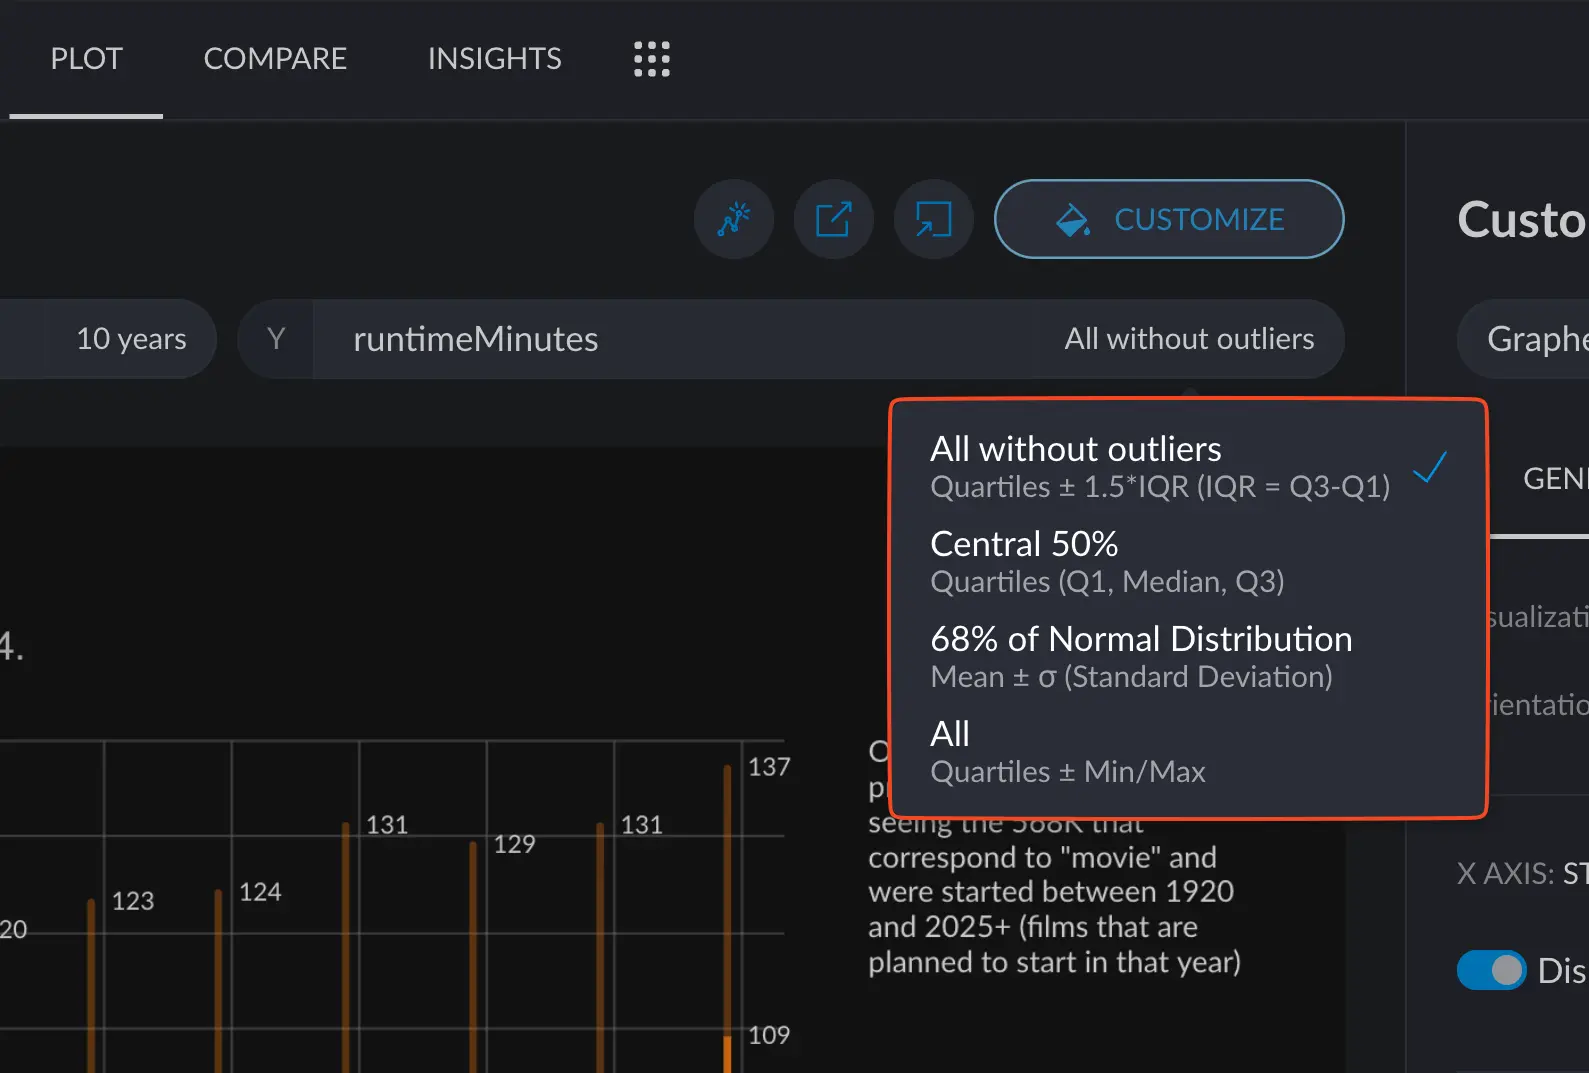 PLOT COMPARE INSIGHTS
CUSTOMIZE
Custo
10 years
Y runtimeMinutes All without outliers
Graphe
All without outliers
Quartiles ± 1.5*IQR (IQR = Q3-Q1)
Central 50%
Quartiles (Q1, Median, Q3)
68% of Normal Distribution
Mean ± σ (Standard Deviation)
All
Quartiles ± Min/Max
GEN
sualizati
rientatio
4.
137
131
129
131
123
124
20
109
seeing the 568K that
correspond to "movie" and
were started between 1920
and 2025+ (films that are
planned to start in that year)
X AXIS: ST
Dis